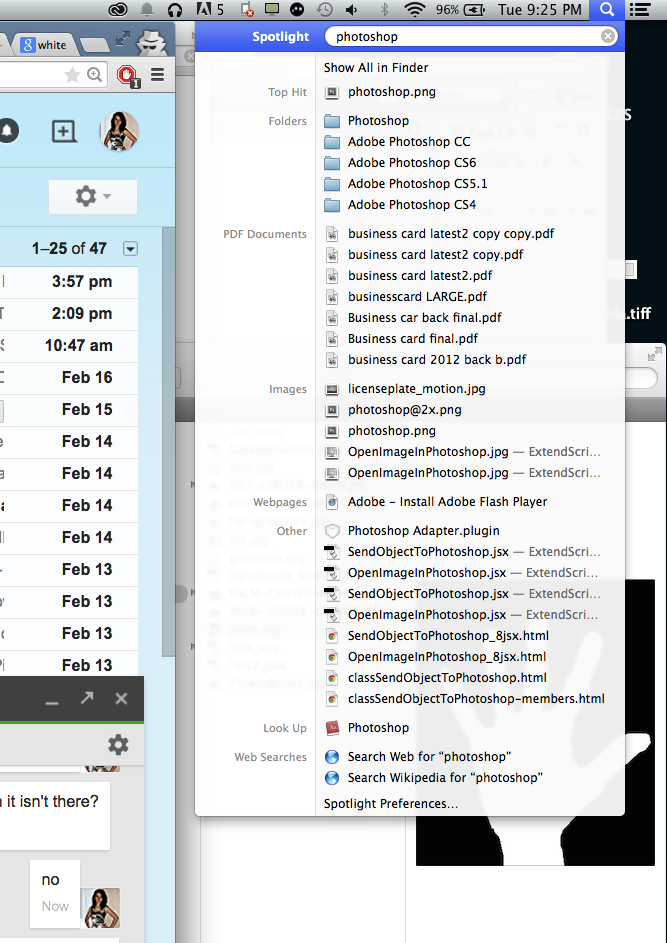 5
96%
Tue 9:25 PM
white
1
Spotlight
photoshop
Show All in Finder
Top Hit
photoshop.png
Folders
Photoshop
Adobe Photoshop CC
Adobe Photoshop CS6
Adobe Photoshop CS5.1
Adobe Photoshop CS4
PDF Documents
business card latest2 copy copy.pdf
business card latest2 copy.pdf
business card latest2.pdf
businesscard LARGE.pdf
Business car back final.pdf
Business card final.pdf
business card 2012 back b.pdf
Images
licenseplate_motion.jpg
photoshop@2x.png
photoshop.png
OpenImageInPhotoshop.jpg — ExtendScri...
OpenImageInPhotoshop.jpg — ExtendScri...
Webpages
Adobe – Install Adobe Flash Player
Other
Photoshop Adapter.plugin
SendObjectToPhotoshop.jsx — ExtendScri...
OpenImageInPhotoshop.jsx — ExtendScri...
SendObjectToPhotoshop.jsx — ExtendScri...
OpenImageInPhotoshop.jsx — ExtendScri...
SendObjectToPhotoshop_8jsx.html
OpenImageInPhotoshop_8jsx.html
classSendObjectToPhotoshop.html
classSendObjectToPhotoshop-members.html
Look Up
Photoshop
Web Searches
Search Web for “photoshop”
Search Wikipedia for “photoshop”
Spotlight Preferences...
1–25 of 47
3:57 pm
2:09 pm
10:47 am
Feb 16
Feb 15
Feb 14
Feb 14
Feb 14
Feb 14
Feb 13
Feb 13
Feb 13
Feb 13
it isn't there?
no
Now
.tiff